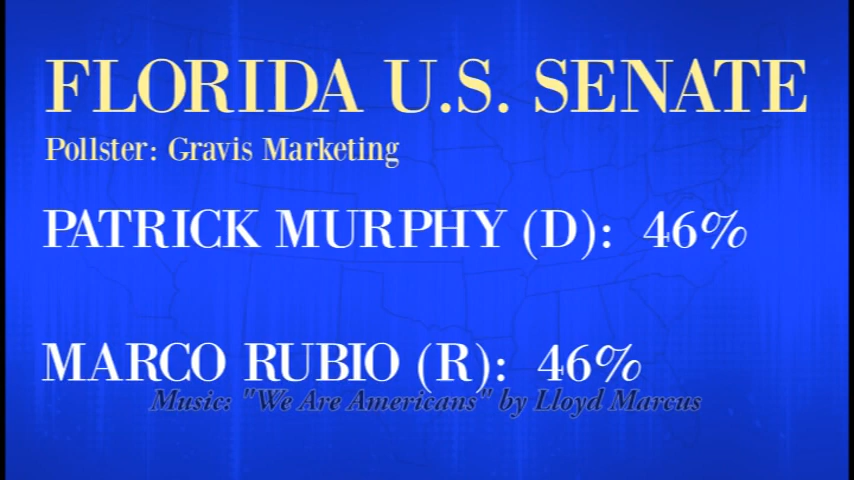 FLORIDA U.S. SENATE
Pollster: Gravis Marketing
PATRICK MURPHY (D): 46%
MARCO RUBIO (R): 46%
Music: "We Are Americans" by Lloyd Marcus